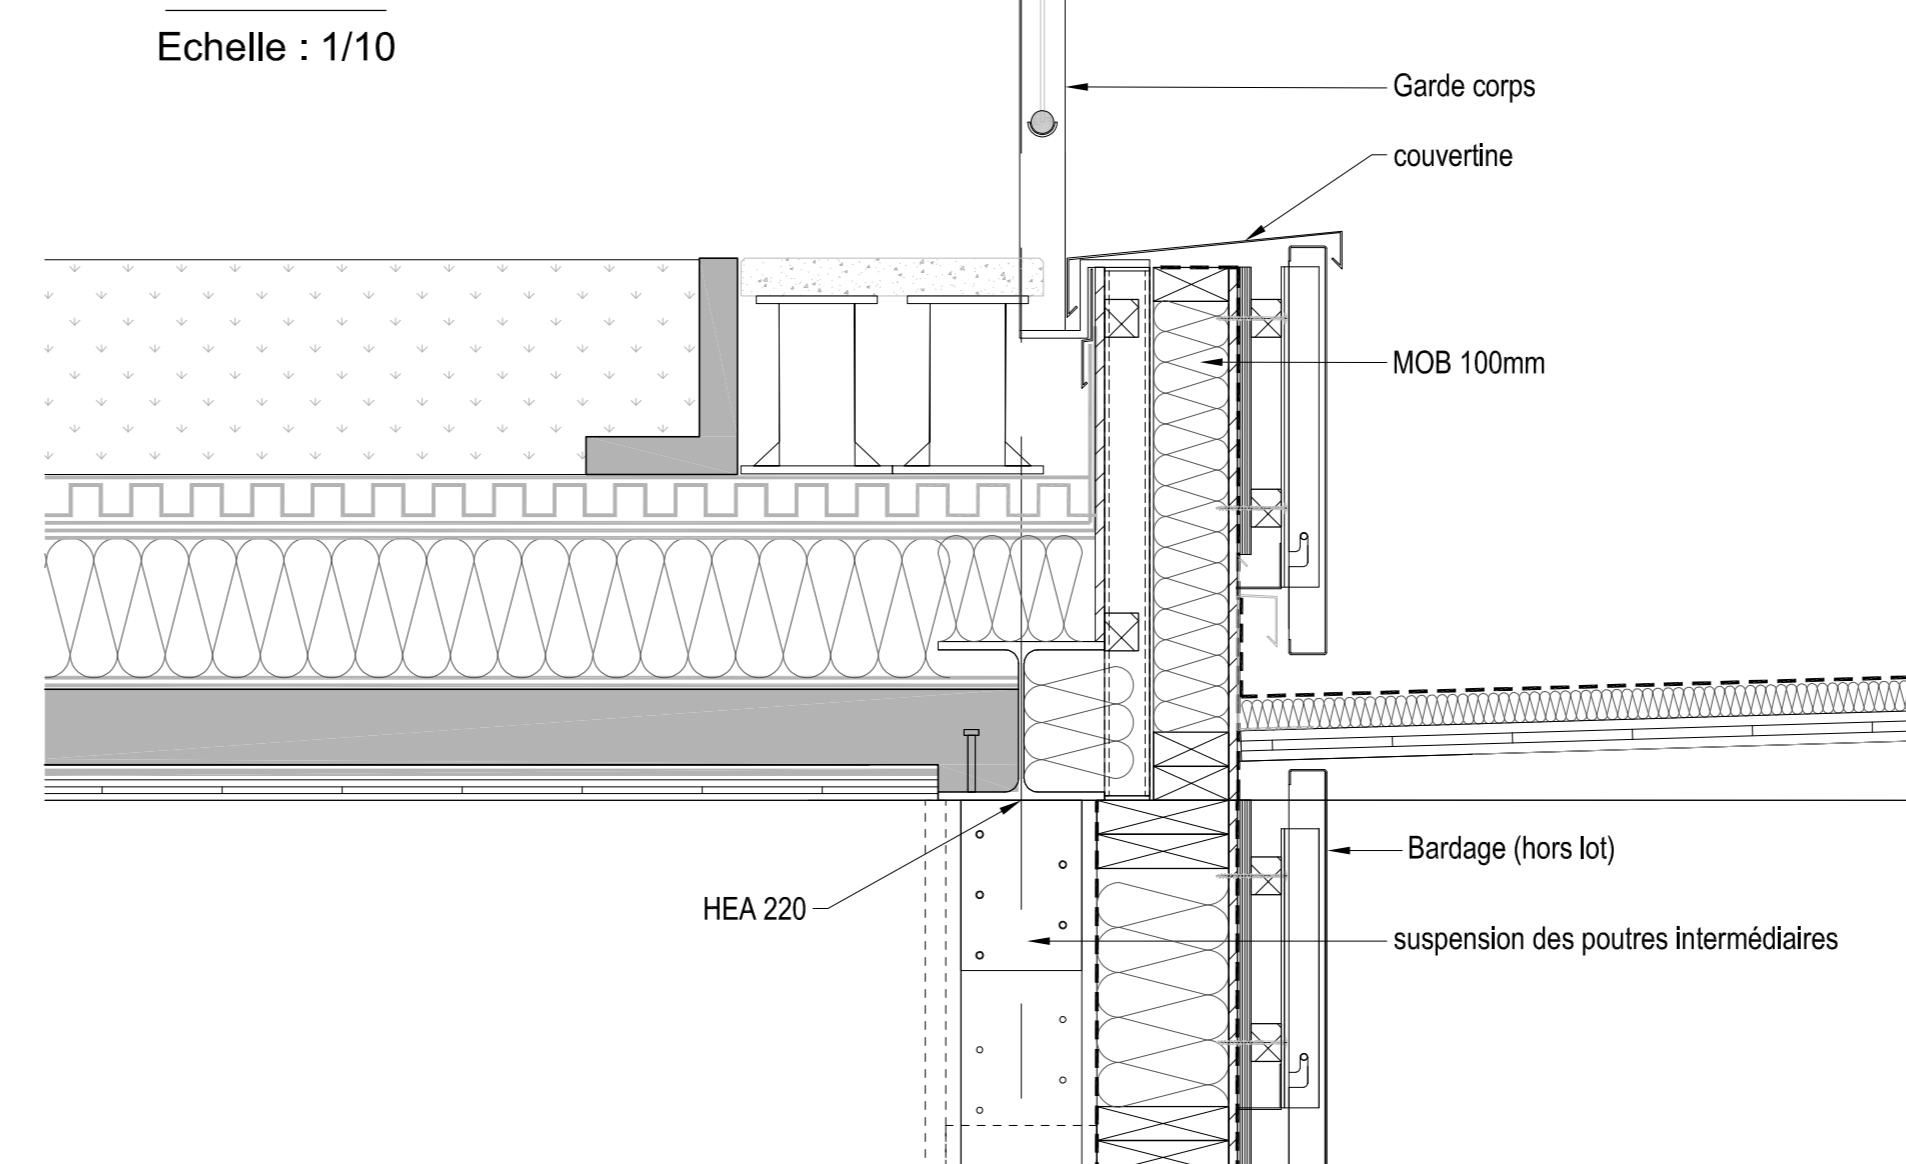 Echelle : 1/10
Garde corps
couvertine
MOB 100mm
Bardage (hors lot)
HEA 220
suspension des poutres intermédiaires